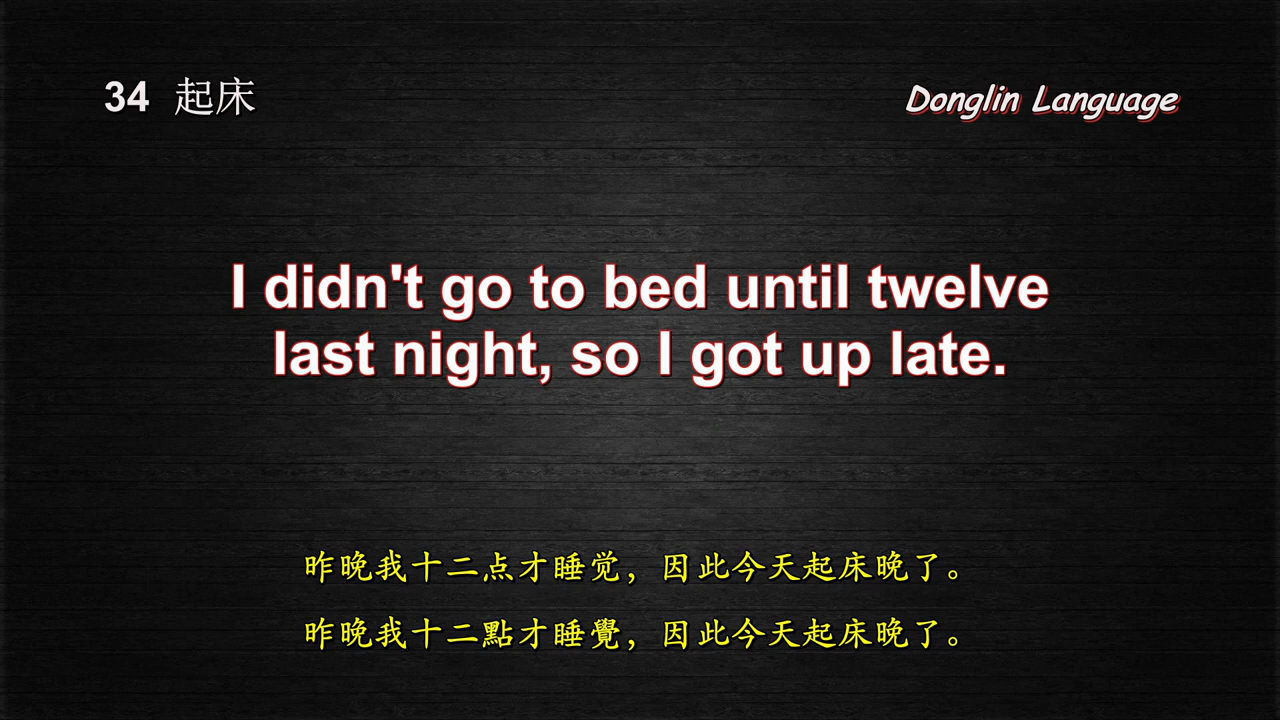 34 起床
Donglin Language
I didn't go to bed until twelve
last night, so I got up late.
昨晚我十二点才睡觉，因此今天起床晚了。
昨晚我十二點才睡覺，因此今天起床晚了。